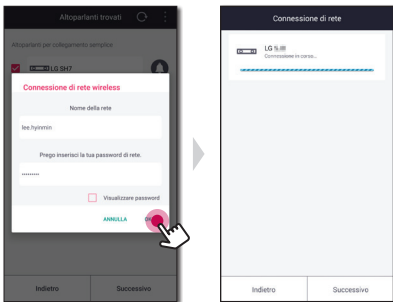 Altoparlanti trovati
Altoparlanti per collegamento semplice
LG SH7
Connessione di rete wireless
Nome della rete
lee.hyinmin
Prego inserisci la tua password di rete.
Visualizzare password
ANNULLA
Indietro
Successivo
Connessione di rete
LG
Connessione in corso...
Indietro
Successivo